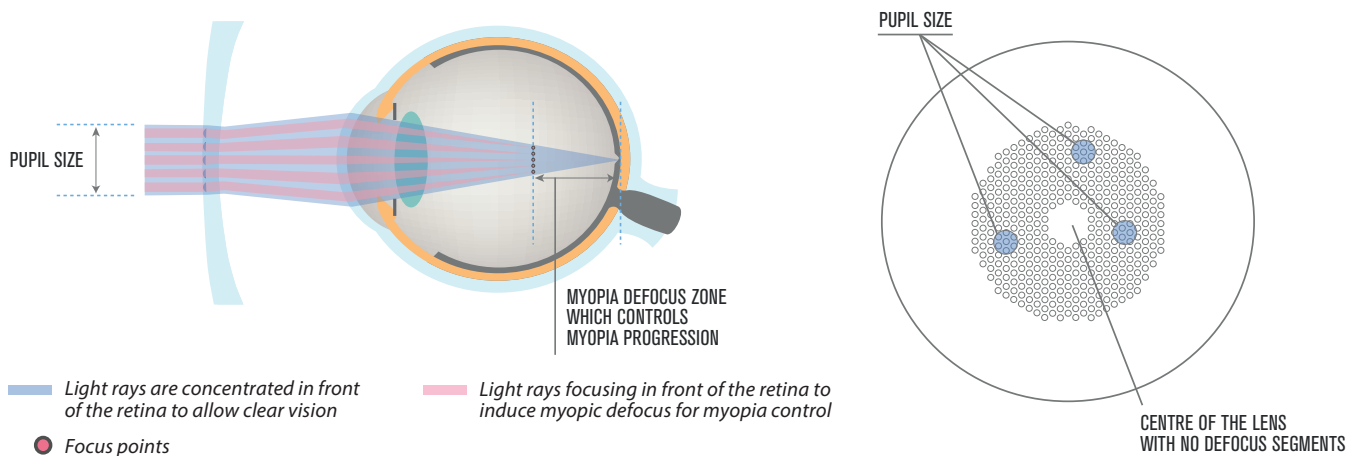 PUPIL SIZE
PUPIL SIZE
MYOPIA DEFOCUS ZONE
WHICH CONTROLS
MYOPIA PROGRESSION
Light rays are concentrated in front
of the retina to allow clear vision
Light rays focusing in front of the retina to
induce myopic defocus for myopia control
Focus points
CENTRE OF THE LENS
WITH NO DEFOCUS SEGMENTS